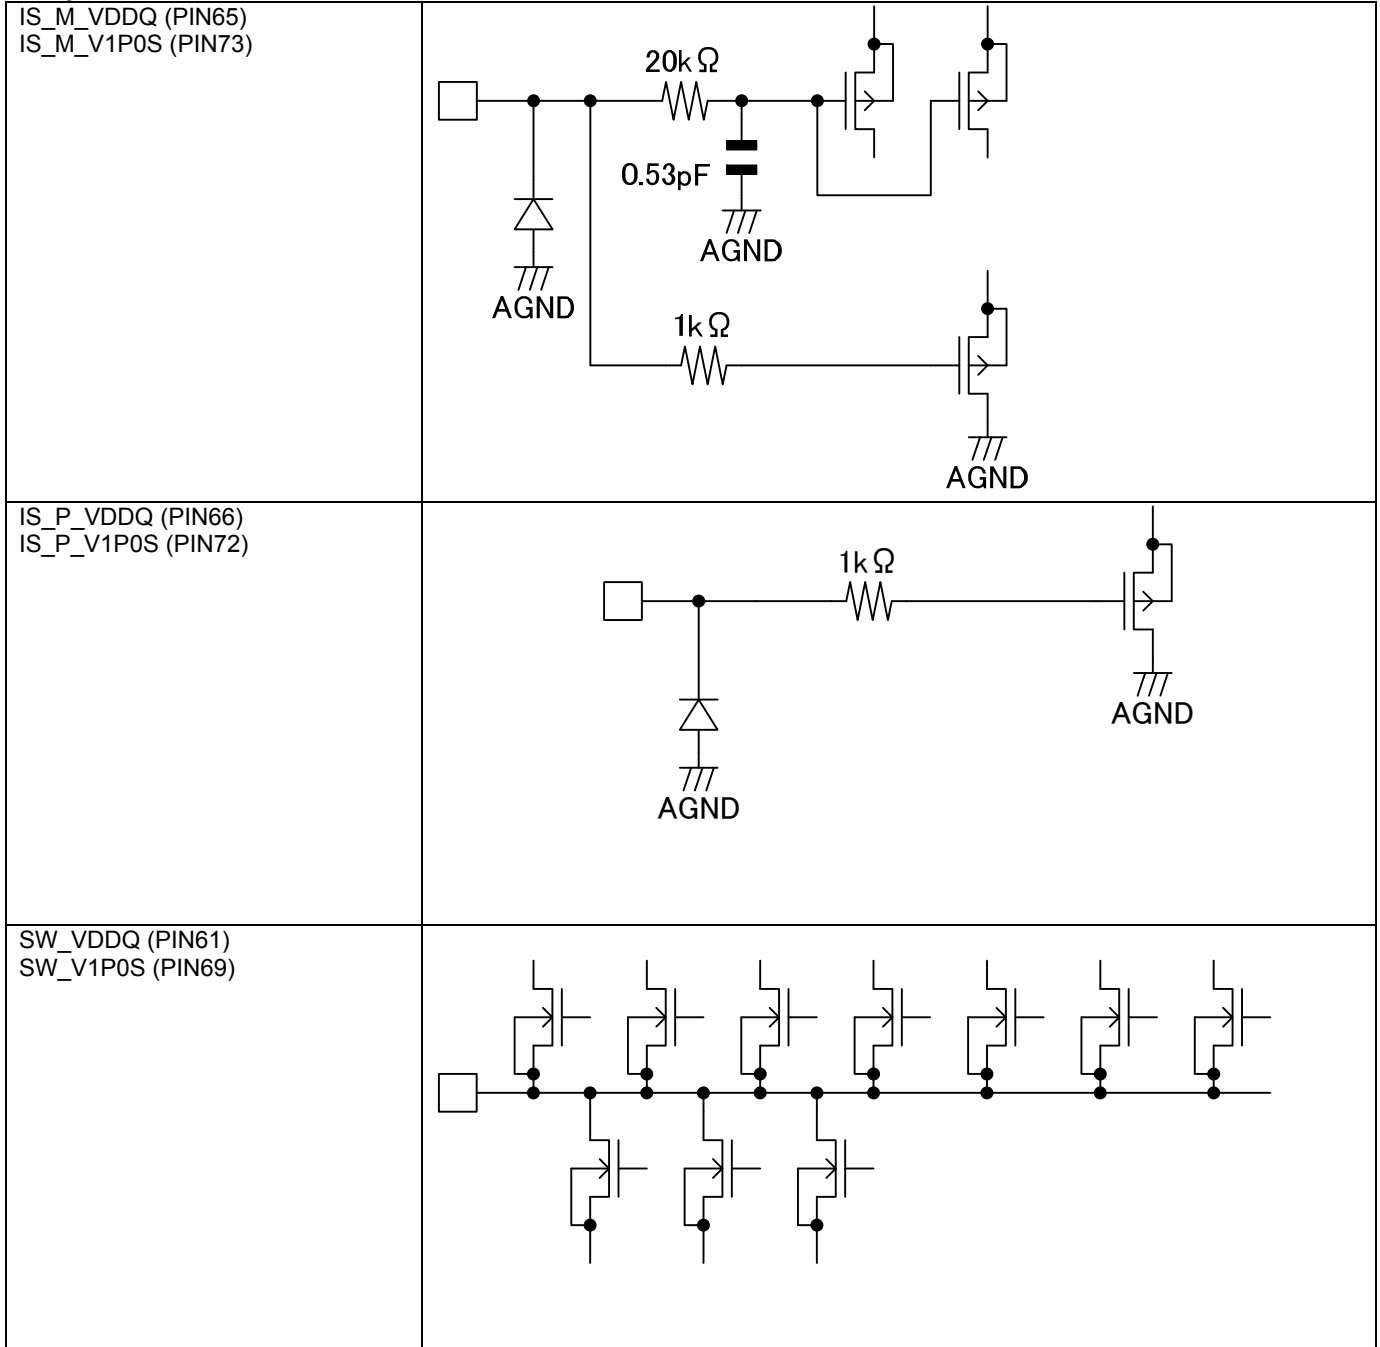 IS_M_VDDQ (PIN65)
IS_M_V1P0S (PIN73)
20kΩ
0.53pF
AGND
AGND
1kΩ
AGND
IS_P_VDDQ (PIN66)
IS_P_V1P0S (PIN72)
1kΩ
AGND
AGND
SW_VDDQ (PIN61)
SW_V1P0S (PIN69)